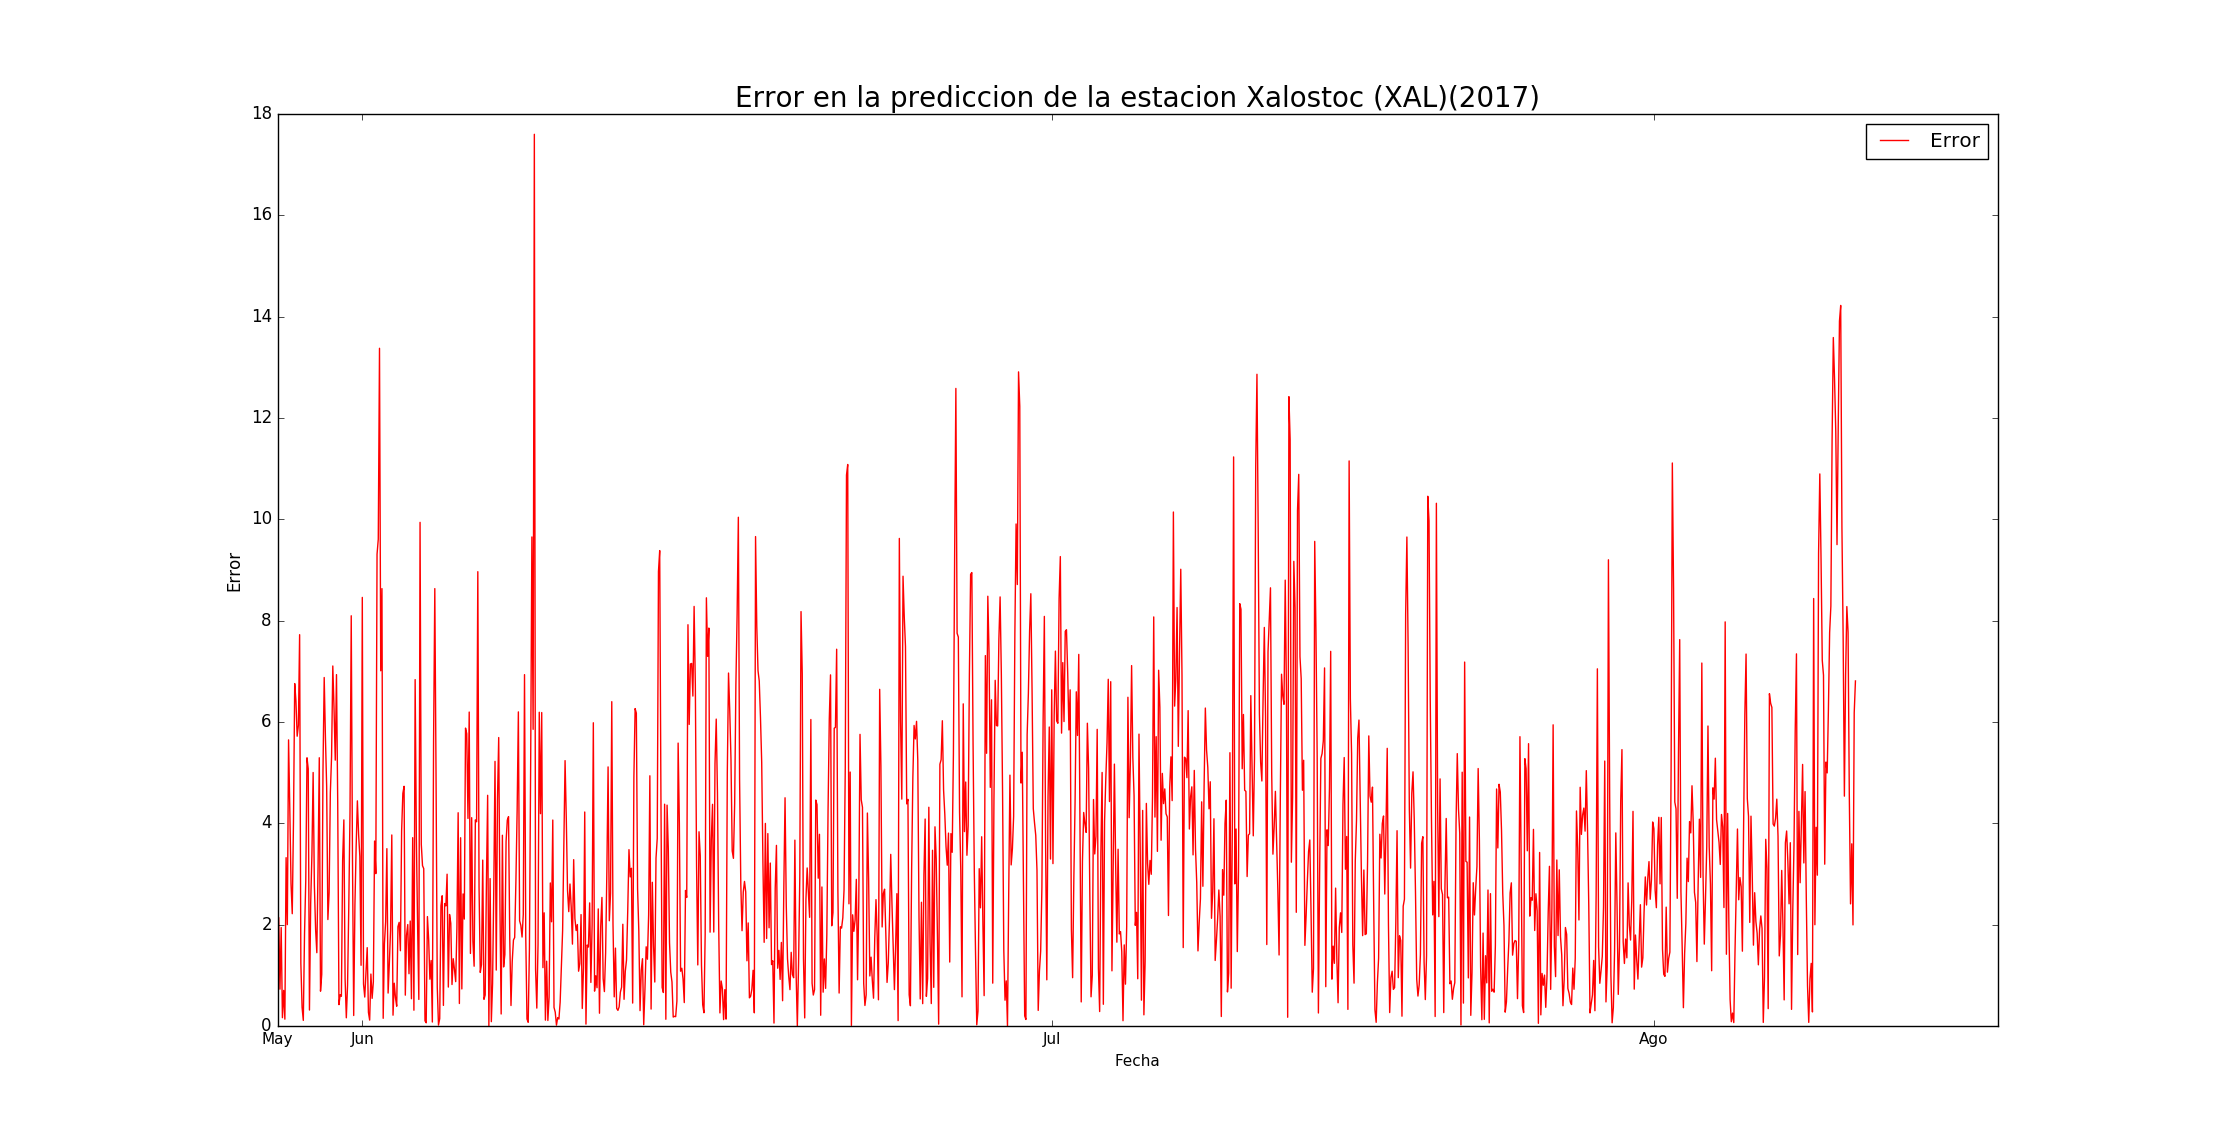 Error en la prediccion de la estacion Xalostoc (XAL)(2017)
Error
18
16
14
12
10
8
6
4
2
0
Error
May Jun Jul Ago
Fecha